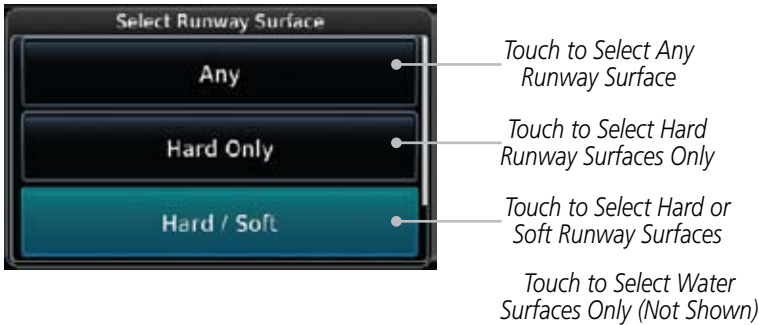 Select Runway Surface
Any
Touch to Select Any
Runway Surface
Hard Only
Touch to Select Hard
Runway Surfaces Only
Hard / Soft
Touch to Select Hard or
Soft Runway Surfaces
Touch to Select Water
Surfaces Only (Not Shown)